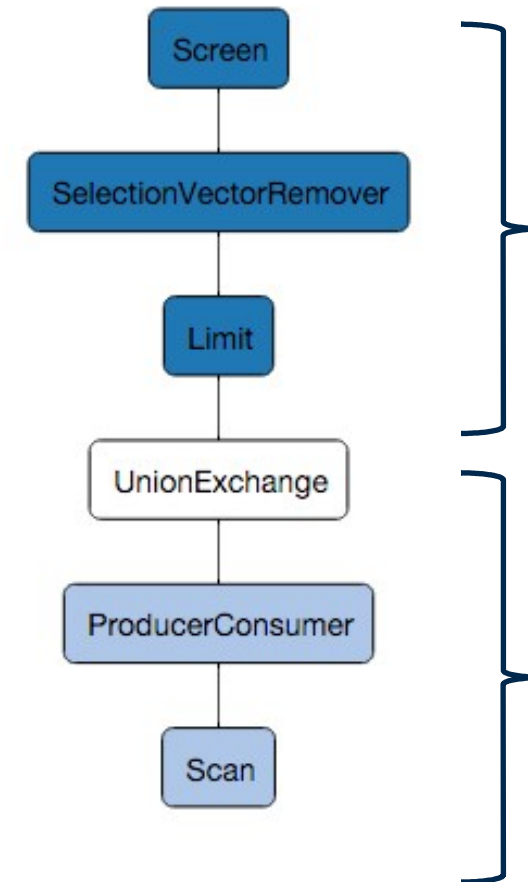 Screen
SelectionVectorRemover
Limit
UnionExchange
ProducerConsumer
Scan